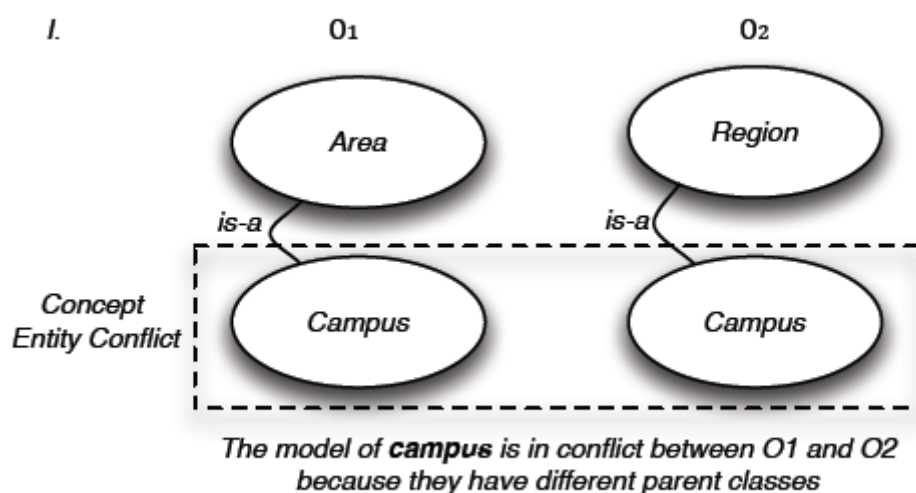 I. O1 O2
Area Region
is-a is-a
Concept
Entity Conflict
Campus Campus
The model of campus is in conflict between O1 and O2
because they have different parent classes